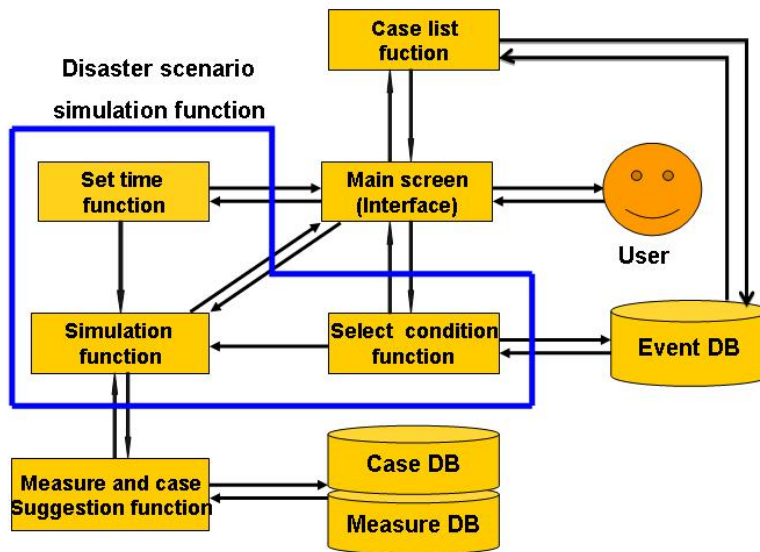 Case list
fuction
Disaster scenario
simulation function
Set time
function
Main screen
(Interface)
User
Simulation
function
Select condition
function
Event DB
Measure and case
Suggestion function
Case DB
Measure DB